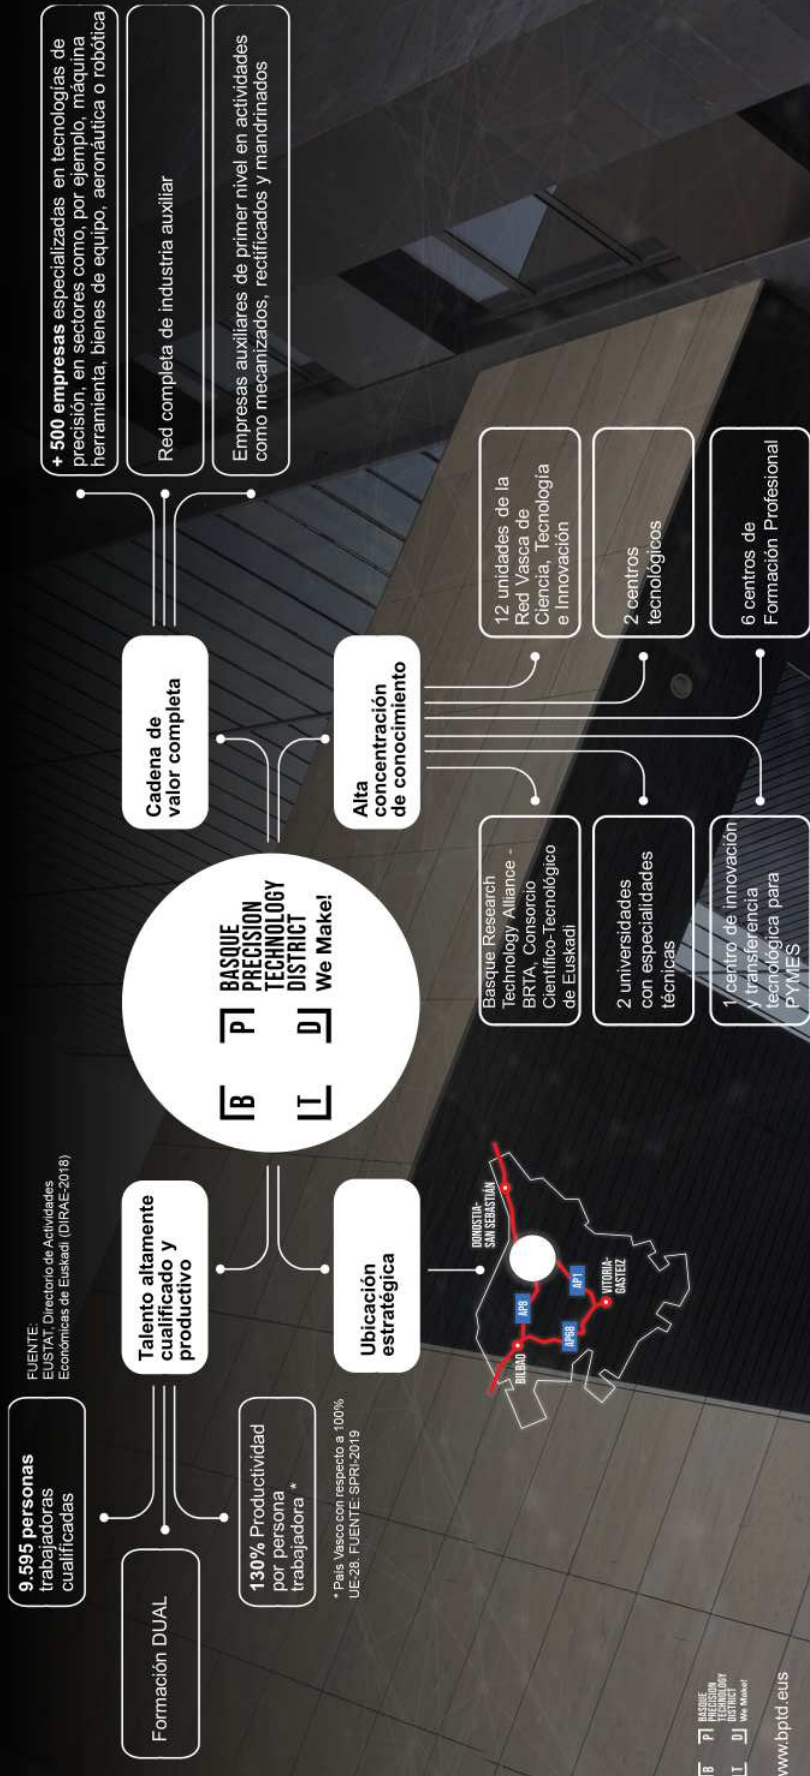 9.595 personas
trabajadoras
cualificadas
FUENTE:
EUSTAT, Directorio de Actividades
Económicas de Euskadi (DIRAE-2018)
Formación DUAL
130% Productividad
por persona
trabajadora *
* País Vasco con respecto a 100%
UE-28. FUENTE: SPRI-2019
Talento altamente
cualificado y
productivo
Ubicación
estratégica
DONOSTIA-
SAN SEBASTIÁN
BILBAO
AP8
AP1
AP68
VITORIA-
GASTEIZ
B P
T D
BASQUE
PRECISION
TECHNOLOGY
DISTRICT
We Make!
Cadena de
valor completa
+ 500 empresas especializadas en tecnologías de
precisión, en sectores como, por ejemplo, máquina
herramienta, bienes de equipo, aeronáutica o robótica
Red completa de industria auxiliar
Empresas auxiliares de primer nivel en actividades
como mecanizados, rectificados y mandrinados
Alta
concentración
de conocimiento
Basque Research
Technology Alliance -
BRTA, Consorcio
Científico-Tecnológico
de Euskadi
2 universidades
con especialidades
técnicas
1 centro de innovación
y transferencia
tecnológica para
PYMES
12 unidades de la
Red Vasca de
Ciencia, Tecnología
e Innovación
2 centros
tecnológicos
6 centros de
Formación Profesional
B P
T D
BASQUE
PRECISION
TECHNOLOGY
DISTRICT
We Make!
www.bptd.eus